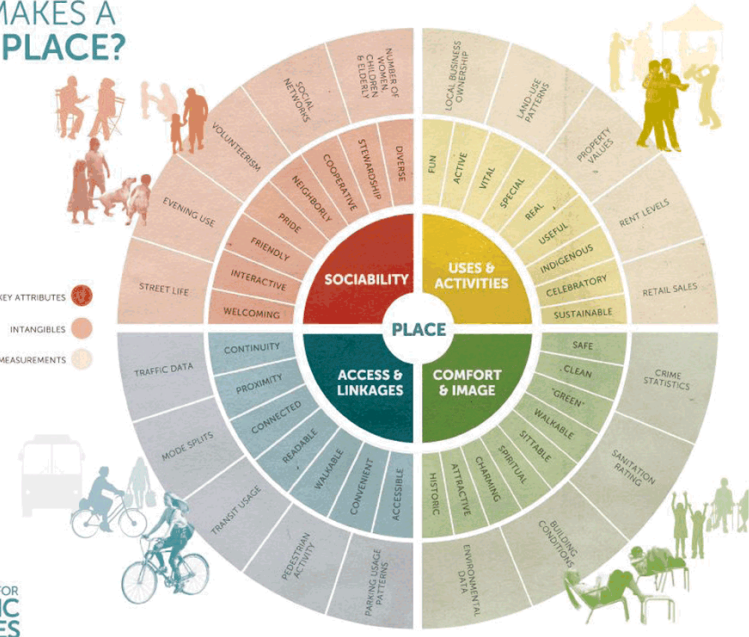 MAKES A
PLACE?
NUMBER OF
WOMEN,
CHILDREN
& ELDERLY
SOCIAL
NETWORKS
VOLUNTEERISM
EVENING USE
STREET LIFE
DIVERSE
STEWARDSHIP
COOPERATIVE
NEIGHBORLY
PRIDE
FRIENDLY
INTERACTIVE
WELCOMING
SOCIABILITY
LOCAL BUSINESS
OWNERSHIP
LAND-USE
PATTERNS
PROPERTY
VALUES
RENT LEVELS
RETAIL SALES
FUN
ACTIVE
VITAL
SPECIAL
REAL
USEFUL
INDIGENOUS
CELEBRATORY
SUSTAINABLE
USES &
ACTIVITIES
PLACE
KEY ATTRIBUTES
INTANGIBLES
MEASUREMENTS
ACCESS &
LINKAGES
CONTINUITY
PROXIMITY
CONNECTED
READABLE
WALKABLE
CONVENIENT
ACCESSIBLE
TRAFFIC DATA
MODE SPLITS
TRANSIT USAGE
PEDESTRIAN
ACTIVITY
PARKING USAGE
PATTERNS
COMFORT
& IMAGE
SAFE
CLEAN
"GREEN"
WALKABLE
SITTABLE
SPIRITUAL
CHARMING
ATTRACTIVE
HISTORIC
CRIME
STATISTICS
SANITATION
RATING
BUILDING
CONDITIONS
ENVIRONMENTAL
DATA
FOR
IC
ES